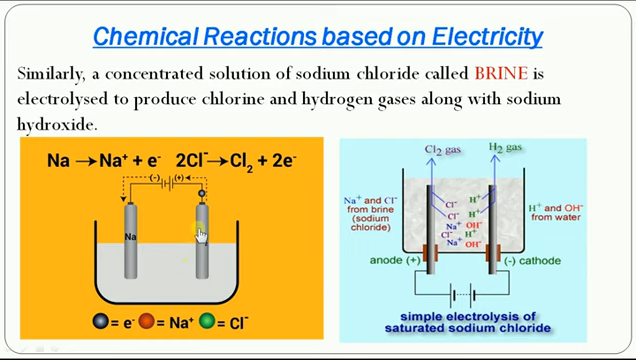 Chemical Reactions based on Electricity
Similarly, a concentrated solution of sodium chloride called BRINE is
electrolysed to produce chlorine and hydrogen gases along with sodium
hydroxide.
Na → Na⁺ + e⁻ 2Cl⁻ → Cl₂ + 2e⁻
(-) (+)
Na
= e⁻ = Na⁺ = Cl⁻
Cl₂ gas H₂ gas
Na⁺ and Cl⁻
from brine
(sodium
chloride)
Cl⁻ H⁺
Cl⁻ H⁺
Na⁺ OH⁻
Cl⁻ H⁺
Na⁺ OH⁻
H⁺ and OH⁻
from water
anode (+) (-) cathode
simple electrolysis of
saturated sodium chloride